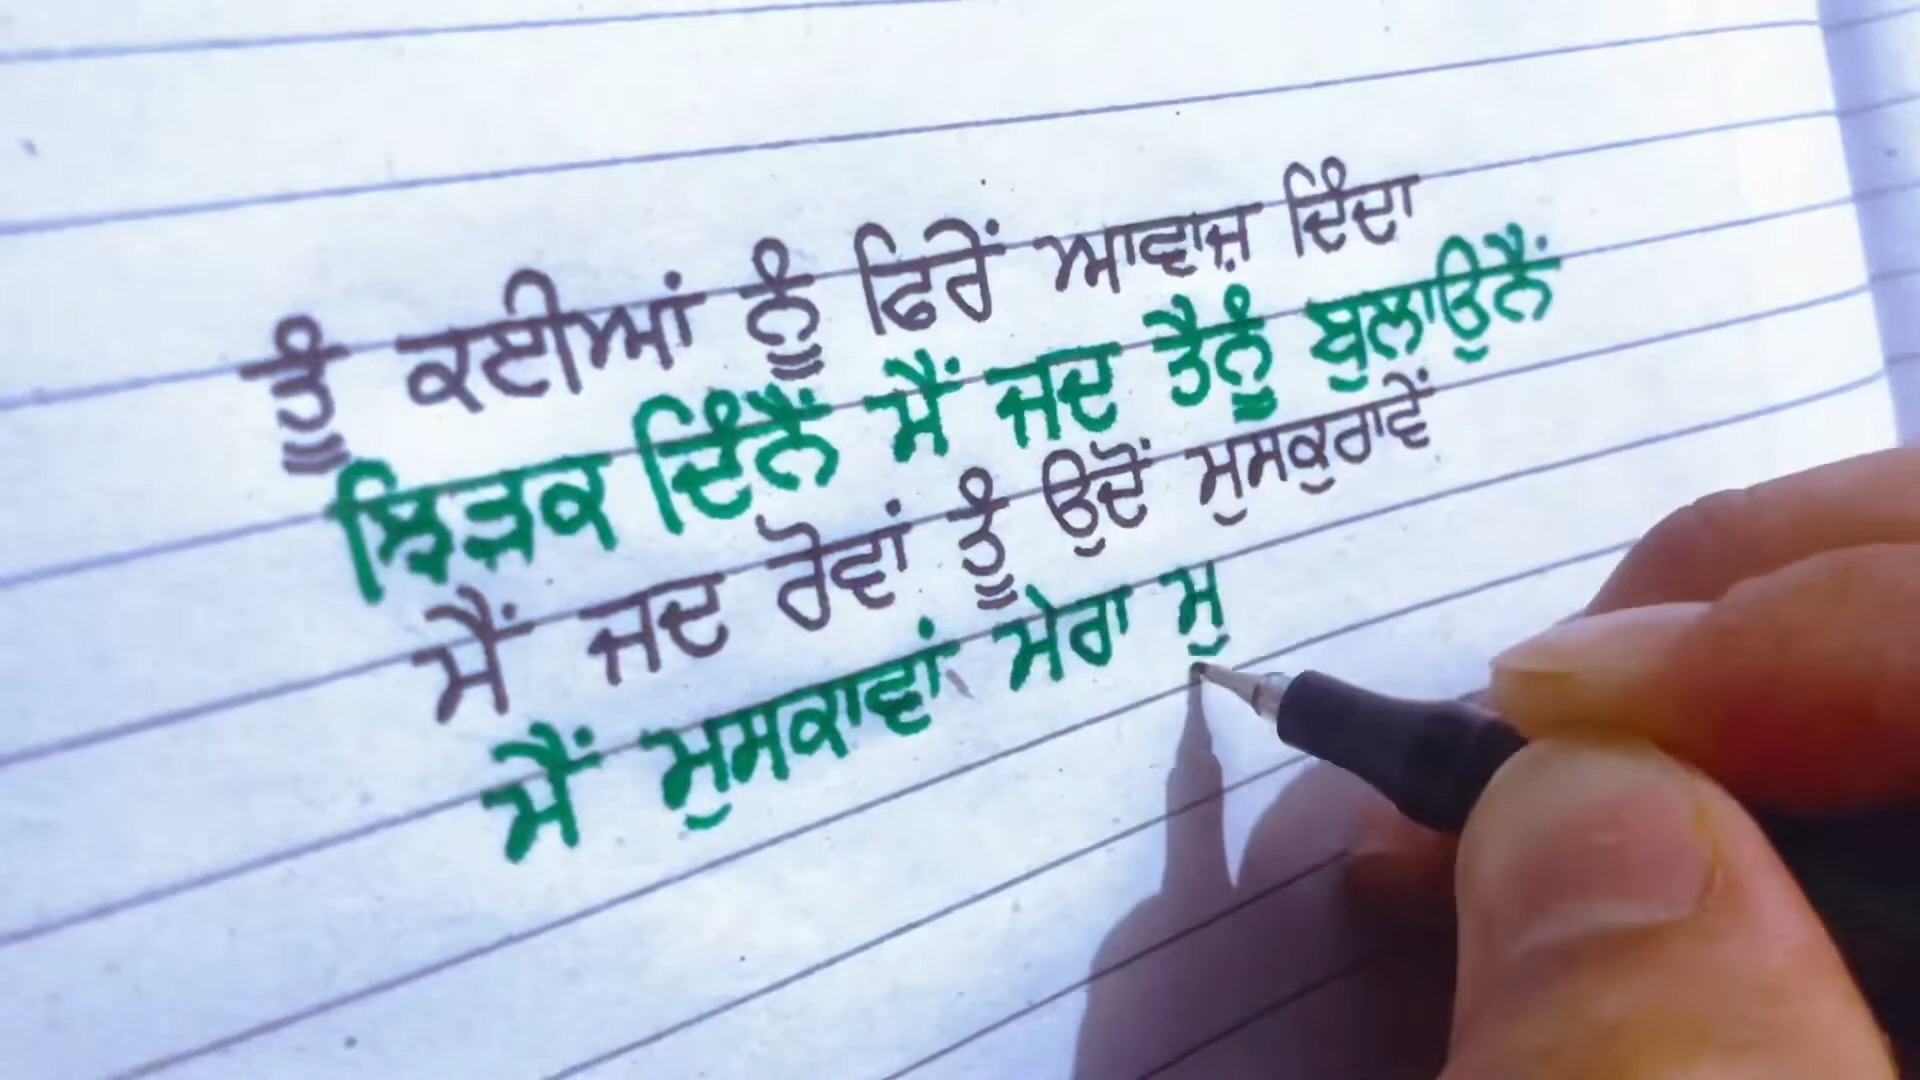 ਤੂੰ ਕਈਆਂ ਨੂੰ ਫਿਰੇਂ ਆਵਾਜ਼ ਦਿੰਦਾ
ਝਿੜਕ ਦਿੰਨੈਂ ਮੈਂ ਜਦ ਤੈਨੂੰ ਬੁਲਾਉਨੈਂ
ਮੈਂ ਜਦ ਰੋਵਾਂ ਤੂੰ ਉਦੋਂ ਮੁਸਕੁਰਾਵੇਂ
ਮੈਂ ਮੁਸਕਾਵਾਂ ਮੇਰਾ ਮੁ